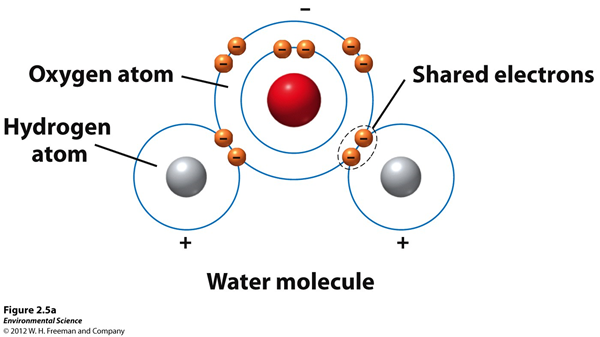 −
− − − − − −
Oxygen atom
Shared electrons
Hydrogen
atom
− −
− −
+ +
Water molecule
Figure 2.5a
Environmental Science
© 2012 W. H. Freeman and Company